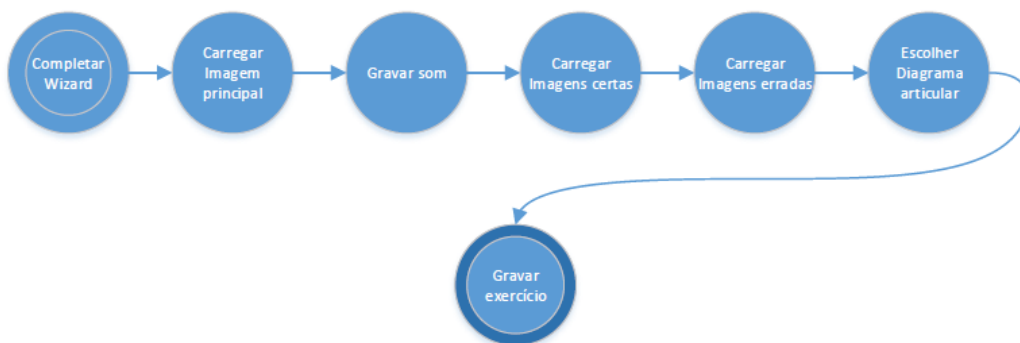 Completar
Wizard
Carregar
Imagem
principal
Gravar som
Carregar
Imagens certas
Carregar
Imagens erradas
Escolher
Diagrama
articular
Gravar
exercício